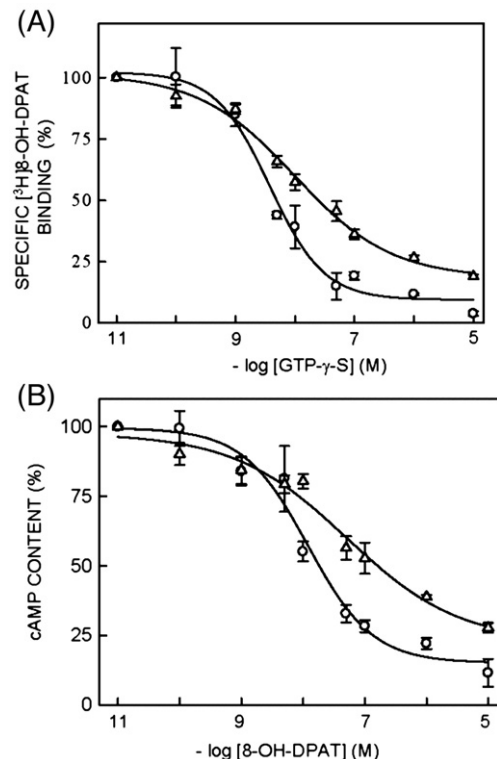 (A)
SPECIFIC [³H]8-OH-DPAT
BINDING (%)
100
75
50
25
0
11 9 7 5
- log [GTP-γ-S] (M)
(B)
cAMP CONTENT (%)
100
75
50
25
0
11 9 7 5
- log [8-OH-DPAT] (M)